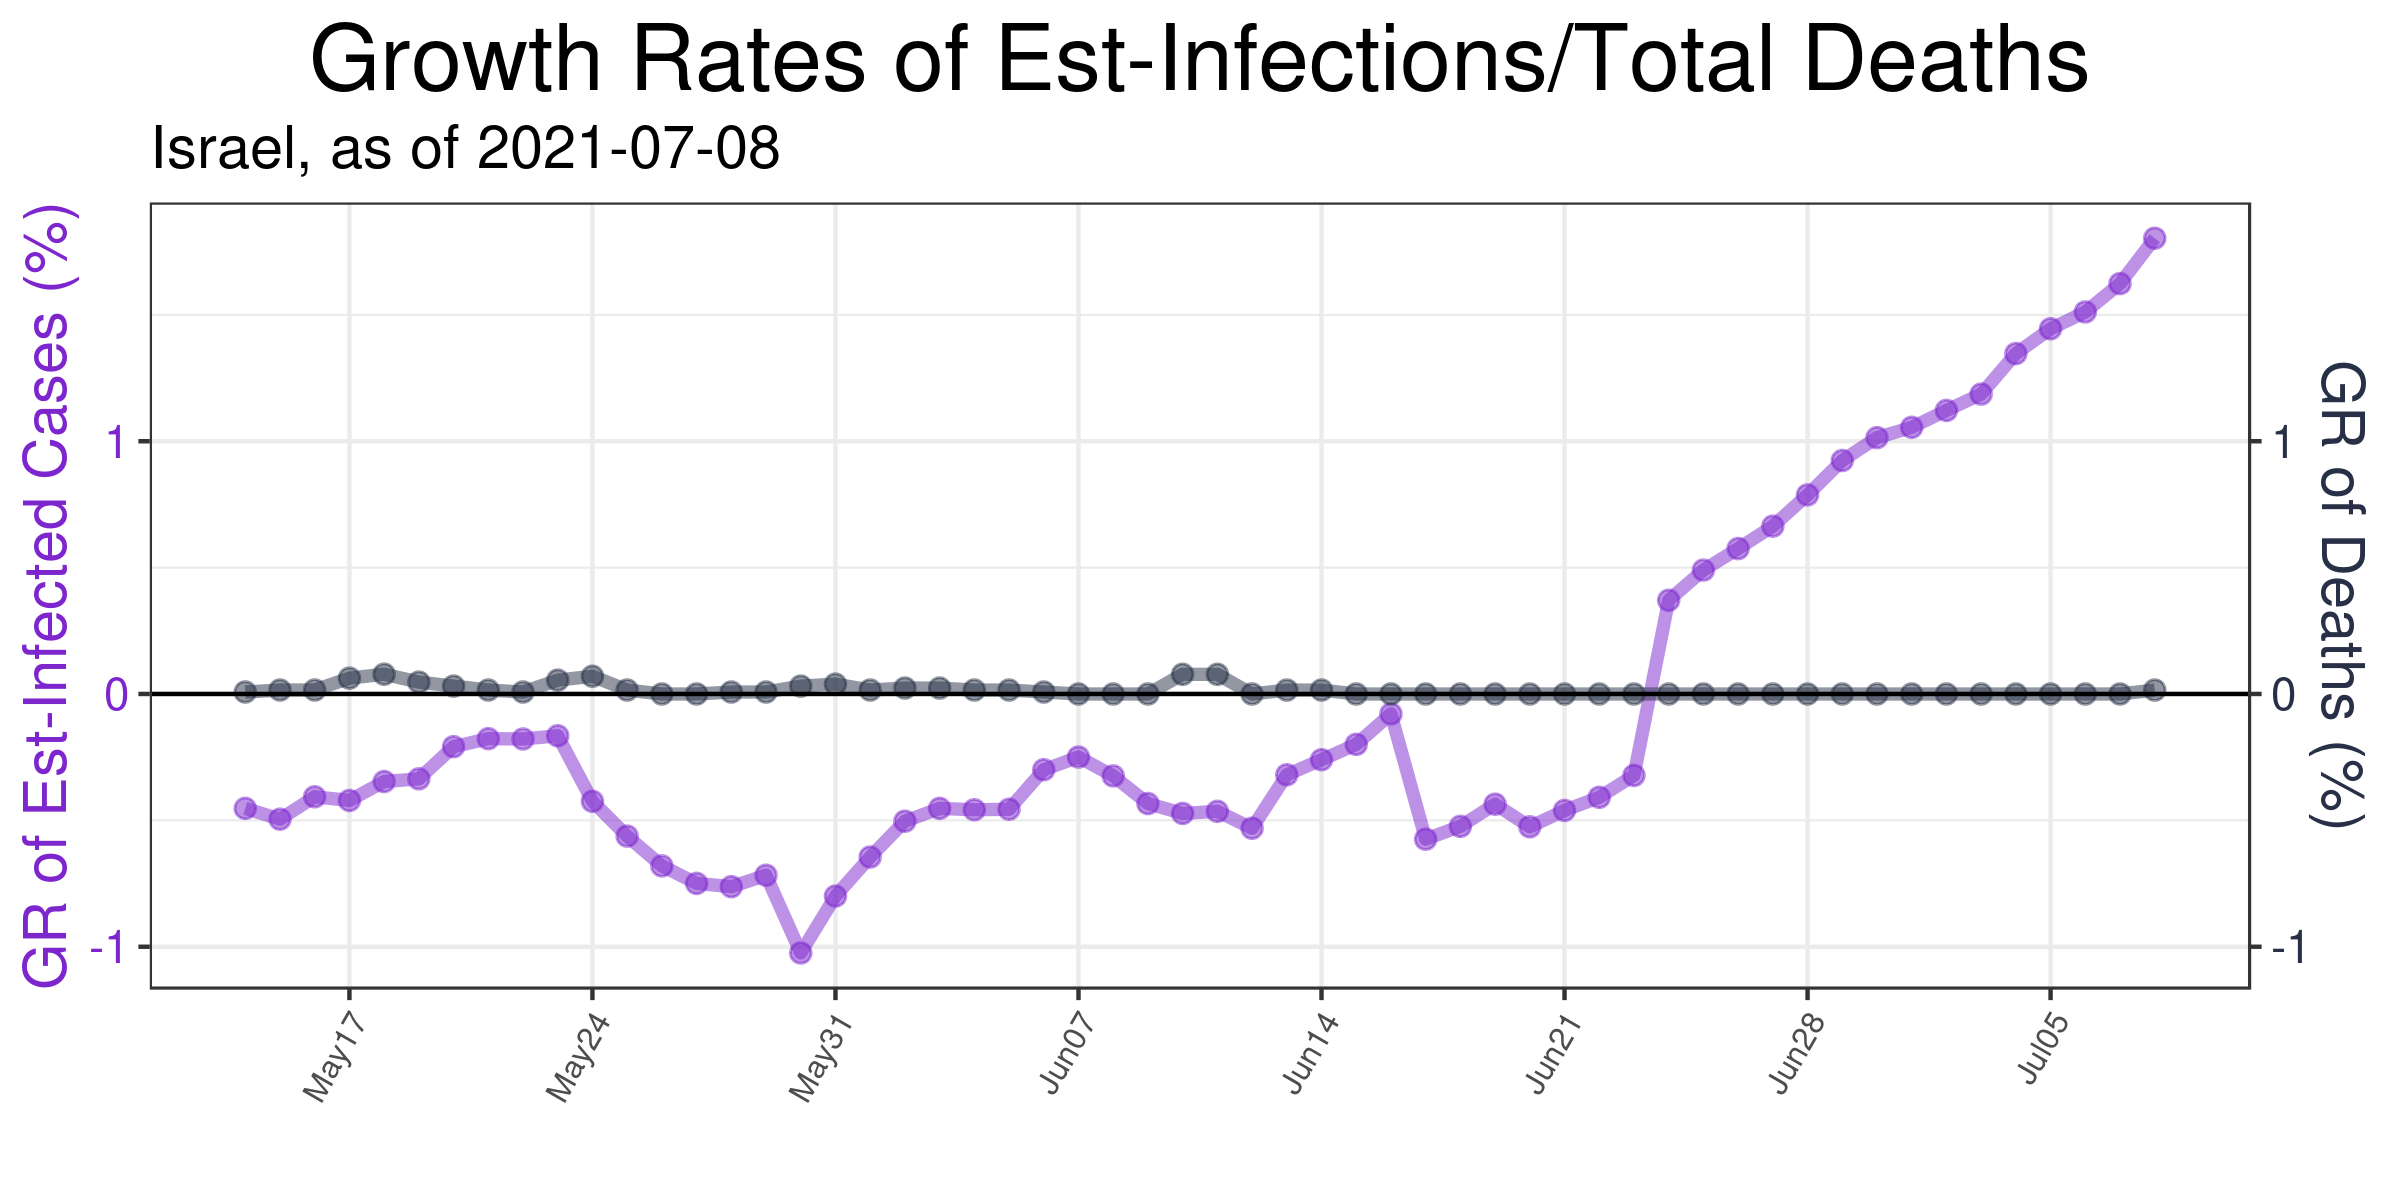 Growth Rates of Est-Infections/Total Deaths
Israel, as of 2021-07-08
GR of Est-Infected Cases (%)
1
0
-1
1
0
-1
GR of Deaths (%)
May17
May24
May31
Jun07
Jun14
Jun21
Jun28
Jul05